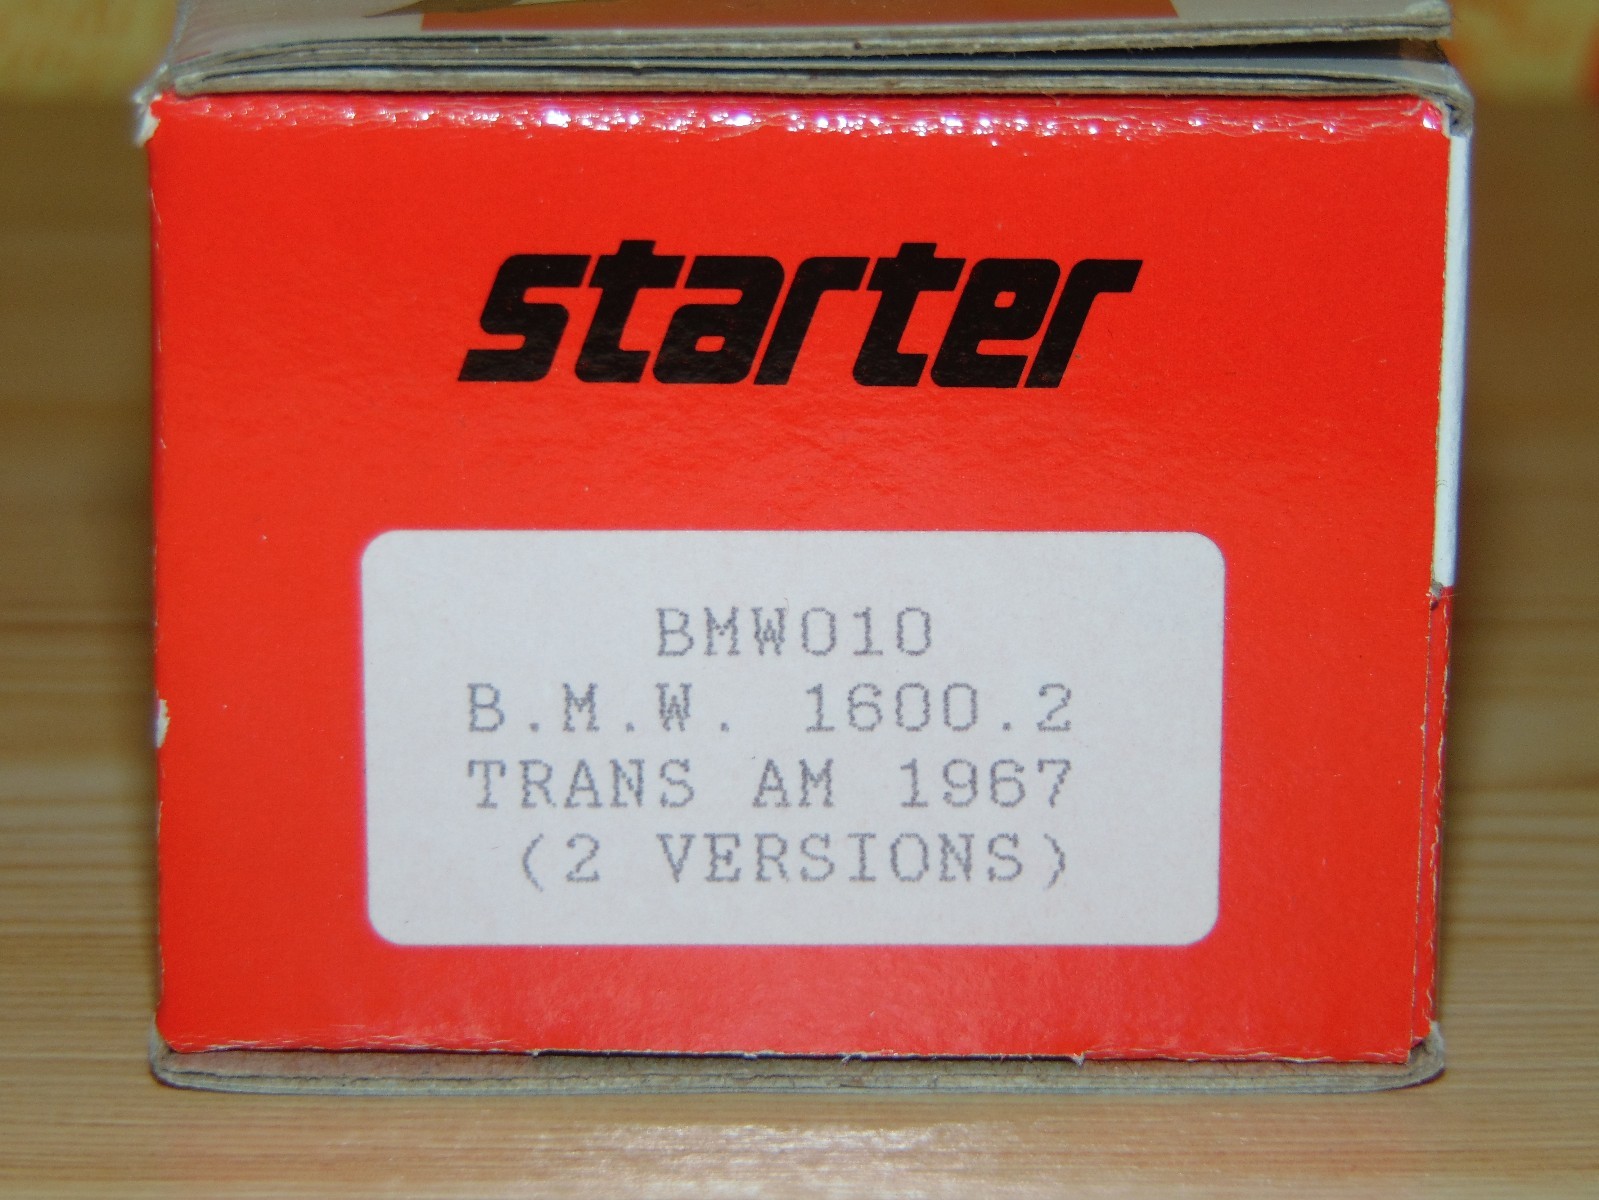 starter
BMW010
B.M.W. 1600.2
TRANS AM 1967
(2 VERSIONS)